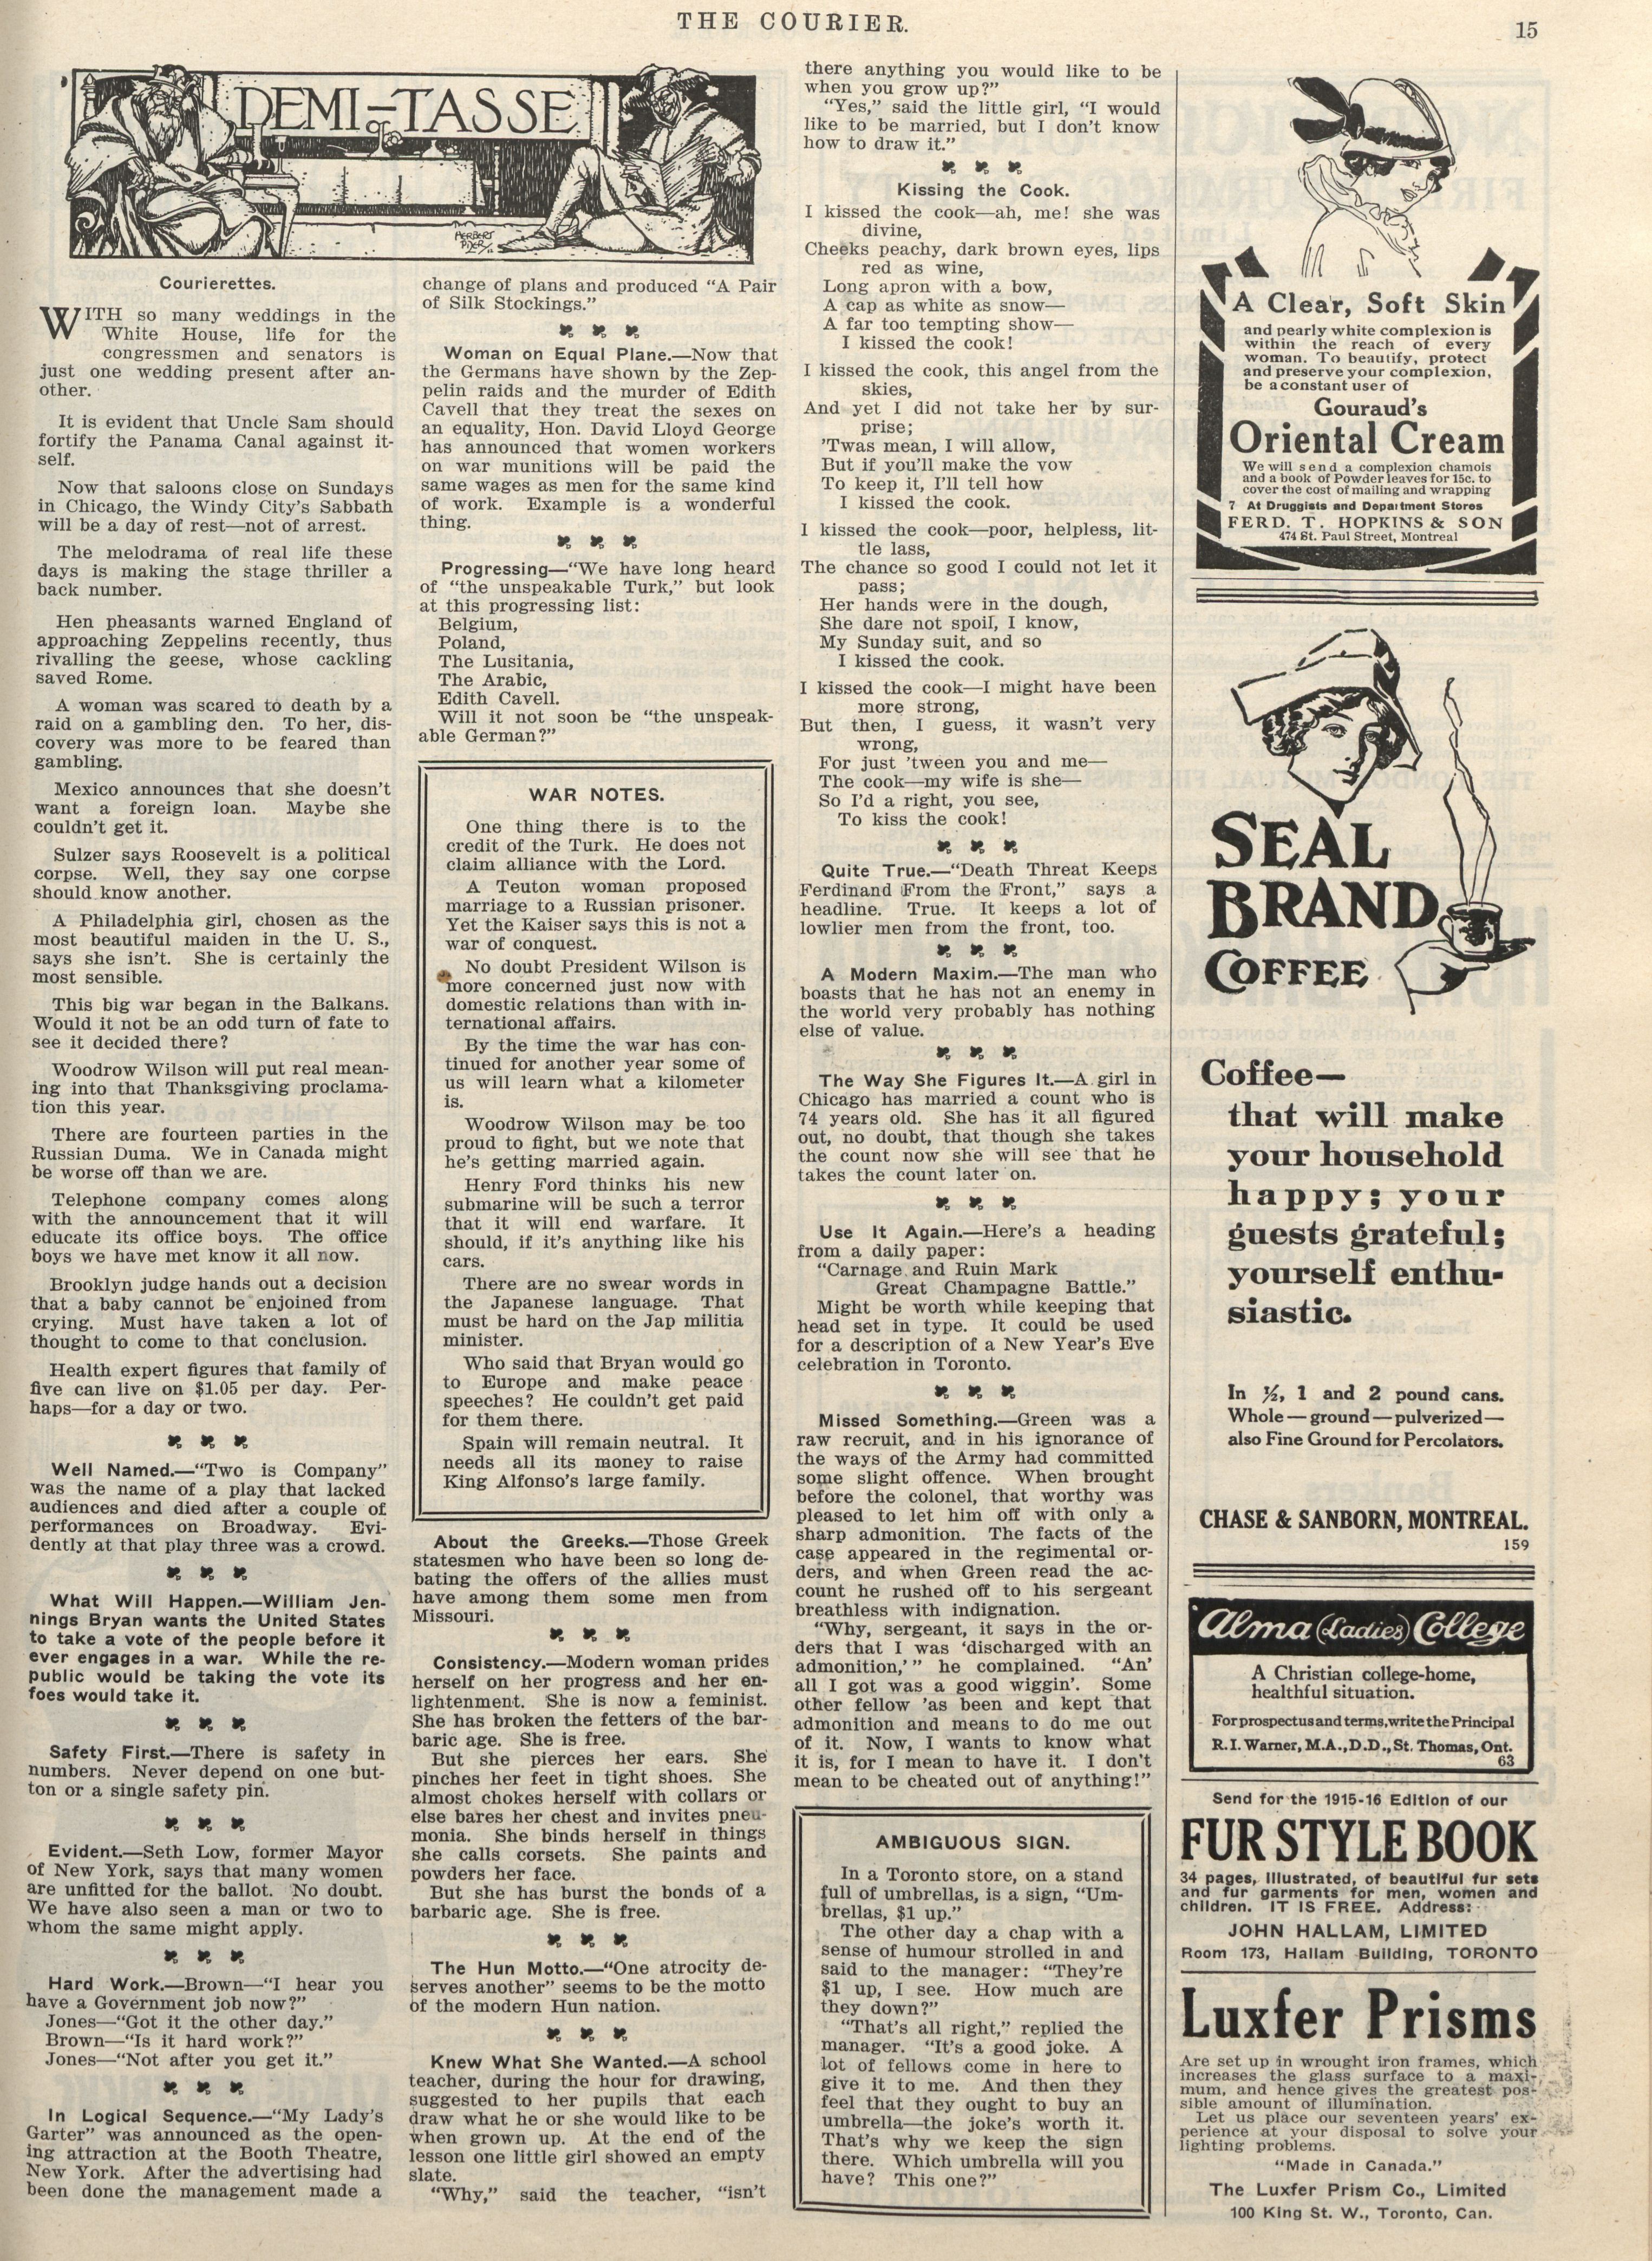 THE COURIER.
15
DEMI-TASSE
HERBERT
Courierettes.
WITH so many weddings in the
White House, life for the
congressmen and senators is
just one wedding present after an-
other.
It is evident that Uncle Sam should
fortify the Panama Canal against it-
self.
Now that saloons close on Sundays
in Chicago, the Windy City's Sabbath
will be a day of rest—not of arrest.
The melodrama of real life these
days is making the stage thriller a
back number.
Hen pheasants warned England of
approaching Zeppelins recently, thus
rivalling the geese, whose cackling
saved Rome.
A woman was scared to death by a
raid on a gambling den. To her, dis-
covery was more to be feared than
gambling.
Mexico announces that she doesn't
want a foreign loan. Maybe she
couldn't get it.
Sulzer says Roosevelt is a political
corpse. Well, they say one corpse
should know another.
A Philadelphia girl, chosen as the
most beautiful maiden in the U. S.,
says she isn't. She is certainly the
most sensible.
This big war began in the Balkans.
Would it not be an odd turn of fate to
see it decided there?
Woodrow Wilson will put real mean-
ing into that Thanksgiving proclama-
tion this year.
There are fourteen parties in the
Russian Duma. We in Canada might
be worse off than we are.
Telephone company comes along
with the announcement that it will
educate its office boys. The office
boys we have met know it all now.
Brooklyn judge hands out a decision
that a baby cannot be enjoined from
crying. Must have taken a lot of
thought to come to that conclusion.
Health expert figures that family of
five can live on $1.05 per day. Per-
haps—for a day or two.
Well Named.—"Two is Company"
was the name of a play that lacked
audiences and died after a couple of
performances on Broadway. Evi-
dently at that play three was a crowd.
What Will Happen.—William Jen-
nings Bryan wants the United States
to take a vote of the people before it
ever engages in a war. While the re-
public would be taking the vote its
foes would take it.
Safety First.—There is safety in
numbers. Never depend on one but-
ton or a single safety pin.
Evident.—Seth Low, former Mayor
of New York, says that many women
are unfitted for the ballot. No doubt.
We have also seen a man or two to
whom the same might apply.
Hard Work.—Brown—"I hear you
have a Government job now?"
Jones—"Got it the other day."
Brown—"Is it hard work?"
Jones—"Not after you get it."
In Logical Sequence.—"My Lady's
Garter" was announced as the open-
ing attraction at the Booth Theatre,
New York. After the advertising had
been done the management made a
change of plans and produced "A Pair
of Silk Stockings."
Woman on Equal Plane.—Now that
the Germans have shown by the Zep-
pelin raids and the murder of Edith
Cavell that they treat the sexes on
an equality, Hon. David Lloyd George
has announced that women workers
on war munitions will be paid the
same wages as men for the same kind
of work. Example is a wonderful
thing.
Progressing—"We have long heard
of "the unspeakable Turk," but look
at this progressing list:
Belgium,
Poland,
The Lusitania,
The Arabic,
Edith Cavell.
Will it not soon be "the unspeak-
able German?"
WAR NOTES.
One thing there is to the
credit of the Turk. He does not
claim alliance with the Lord.
A Teuton woman proposed
marriage to a Russian prisoner.
Yet the Kaiser says this is not a
war of conquest.
No doubt President Wilson is
more concerned just now with
domestic relations than with in-
ternational affairs.
By the time the war has con-
tinued for another year some of
us will learn what a kilometer
is.
Woodrow Wilson may be too
proud to fight, but we note that
he's getting married again.
Henry Ford thinks his new
submarine will be such a terror
that it will end warfare. It
should, if it's anything like his
cars.
There are no swear words in
the Japanese language. That
must be hard on the Jap militia
minister.
Who said that Bryan would go
to Europe and make peace
speeches? He couldn't get paid
for them there.
Spain will remain neutral. It
needs all its money to raise
King Alfonso's large family.
About the Greeks.—Those Greek
statesmen who have been so long de-
bating the offers of the allies must
have among them some men from
Missouri.
Consistency.—Modern woman prides
herself on her progress and her en-
lightenment. She is now a feminist.
She has broken the fetters of the bar-
baric age. She is free.
But she pierces her ears. She
pinches her feet in tight shoes. She
almost chokes herself with collars or
else bares her chest and invites pneu-
monia. She binds herself in things
she calls corsets. She paints and
powders her face.
But she has burst the bonds of a
barbaric age. She is free.
The Hun Motto.—"One atrocity de-
serves another" seems to be the motto
of the modern Hun nation.
Knew What She Wanted.—A school
teacher, during the hour for drawing,
suggested to her pupils that each
draw what he or she would like to be
when grown up. At the end of the
lesson one little girl showed an empty
slate.
"Why," said the teacher, "isn't
there anything you would like to be
when you grow up?"
"Yes," said the little girl, "I would
like to be married, but I don't know
how to draw it."
Kissing the Cook.
I kissed the cook—ah, me! she was
divine,
Cheeks peachy, dark brown eyes, lips
red as wine,
Long apron with a bow,
A cap as white as snow—
A far too tempting show—
I kissed the cook!
I kissed the cook, this angel from the
skies,
And yet I did not take her by sur-
prise;
'Twas mean, I will allow,
But if you'll make the vow
To keep it, I'll tell how
I kissed the cook.
I kissed the cook—poor, helpless, lit-
tle lass,
The chance so good I could not let it
pass;
Her hands were in the dough,
She dare not spoil, I know,
My Sunday suit, and so
I kissed the cook.
I kissed the cook—I might have been
more strong,
But then, I guess, it wasn't very
wrong,
For just 'tween you and me—
The cook—my wife is she—
So I'd a right, you see,
To kiss the cook!
Quite True.—"Death Threat Keeps
Ferdinand From the Front," says a
headline. True. It keeps a lot of
lowlier men from the front, too.
A Modern Maxim.—The man who
boasts that he has not an enemy in
the world very probably has nothing
else of value.
The Way She Figures It.—A girl in
Chicago has married a count who is
74 years old. She has it all figured
out, no doubt, that though she takes
the count now she will see that he
takes the count later on.
Use It Again.—Here's a heading
from a daily paper:
"Carnage and Ruin Mark
Great Champagne Battle."
Might be worth while keeping that
head set in type. It could be used
for a description of a New Year's Eve
celebration in Toronto.
Missed Something.—Green was a
raw recruit, and in his ignorance of
the ways of the Army had committed
some slight offence. When brought
before the colonel, that worthy was
pleased to let him off with only a
sharp admonition. The facts of the
case appeared in the regimental or-
ders, and when Green read the ac-
count he rushed off to his sergeant
breathless with indignation.
"Why, sergeant, it says in the or-
ders that I was 'discharged with an
admonition,'" he complained. "An'
all I got was a good wiggin'. Some
other fellow 'as been and kept that
admonition and means to do me out
of it. Now, I wants to know what
it is, for I mean to have it. I don't
mean to be cheated out of anything!"
AMBIGUOUS SIGN.
In a Toronto store, on a stand
full of umbrellas, is a sign, "Um-
brellas, $1 up."
The other day a chap with a
sense of humour strolled in and
said to the manager: "They're
$1 up, I see. How much are
they down?"
"That's all right," replied the
manager. "It's a good joke. A
lot of fellows come in here to
give it to me. And then they
feel that they ought to buy an
umbrella—the joke's worth it.
That's why we keep the sign
there. Which umbrella will you
have? This one?"
A Clear, Soft Skin
and pearly white complexion is
within the reach of every
woman. To beautify, protect
and preserve your complexion,
be a constant user of
Gouraud's
Oriental Cream
We will send a complexion chamois
and a book of Powder leaves for 15c. to
cover the cost of mailing and wrapping
7 At Druggists and Department Stores
FERD. T. HOPKINS & SON
474 St. Paul Street, Montreal
SEAL
BRAND
COFFEE
Coffee—
that will make
your household
happy; your
guests grateful;
yourself enthu-
siastic.
In ½, 1 and 2 pound cans.
Whole—ground—pulverized—
also Fine Ground for Percolators.
CHASE & SANBORN, MONTREAL.
159
Alma (Ladies) College
A Christian college-home,
healthful situation.
For prospectus and terms, write the Principal
R. I. Warner, M.A., D.D., St. Thomas, Ont.
63
Send for the 1915-16 Edition of our
FUR STYLE BOOK
34 pages, Illustrated, of beautiful fur sets
and fur garments for men, women and
children. IT IS FREE. Address:
JOHN HALLAM, LIMITED
Room 173, Hallam Building, TORONTO
Luxfer Prisms
Are set up in wrought iron frames, which
increases the glass surface to a maxi-
mum, and hence gives the greatest pos-
sible amount of illumination.
Let us place our seventeen years' ex-
perience at your disposal to solve your
lighting problems.
"Made in Canada."
The Luxfer Prism Co., Limited
100 King St. W., Toronto, Can.